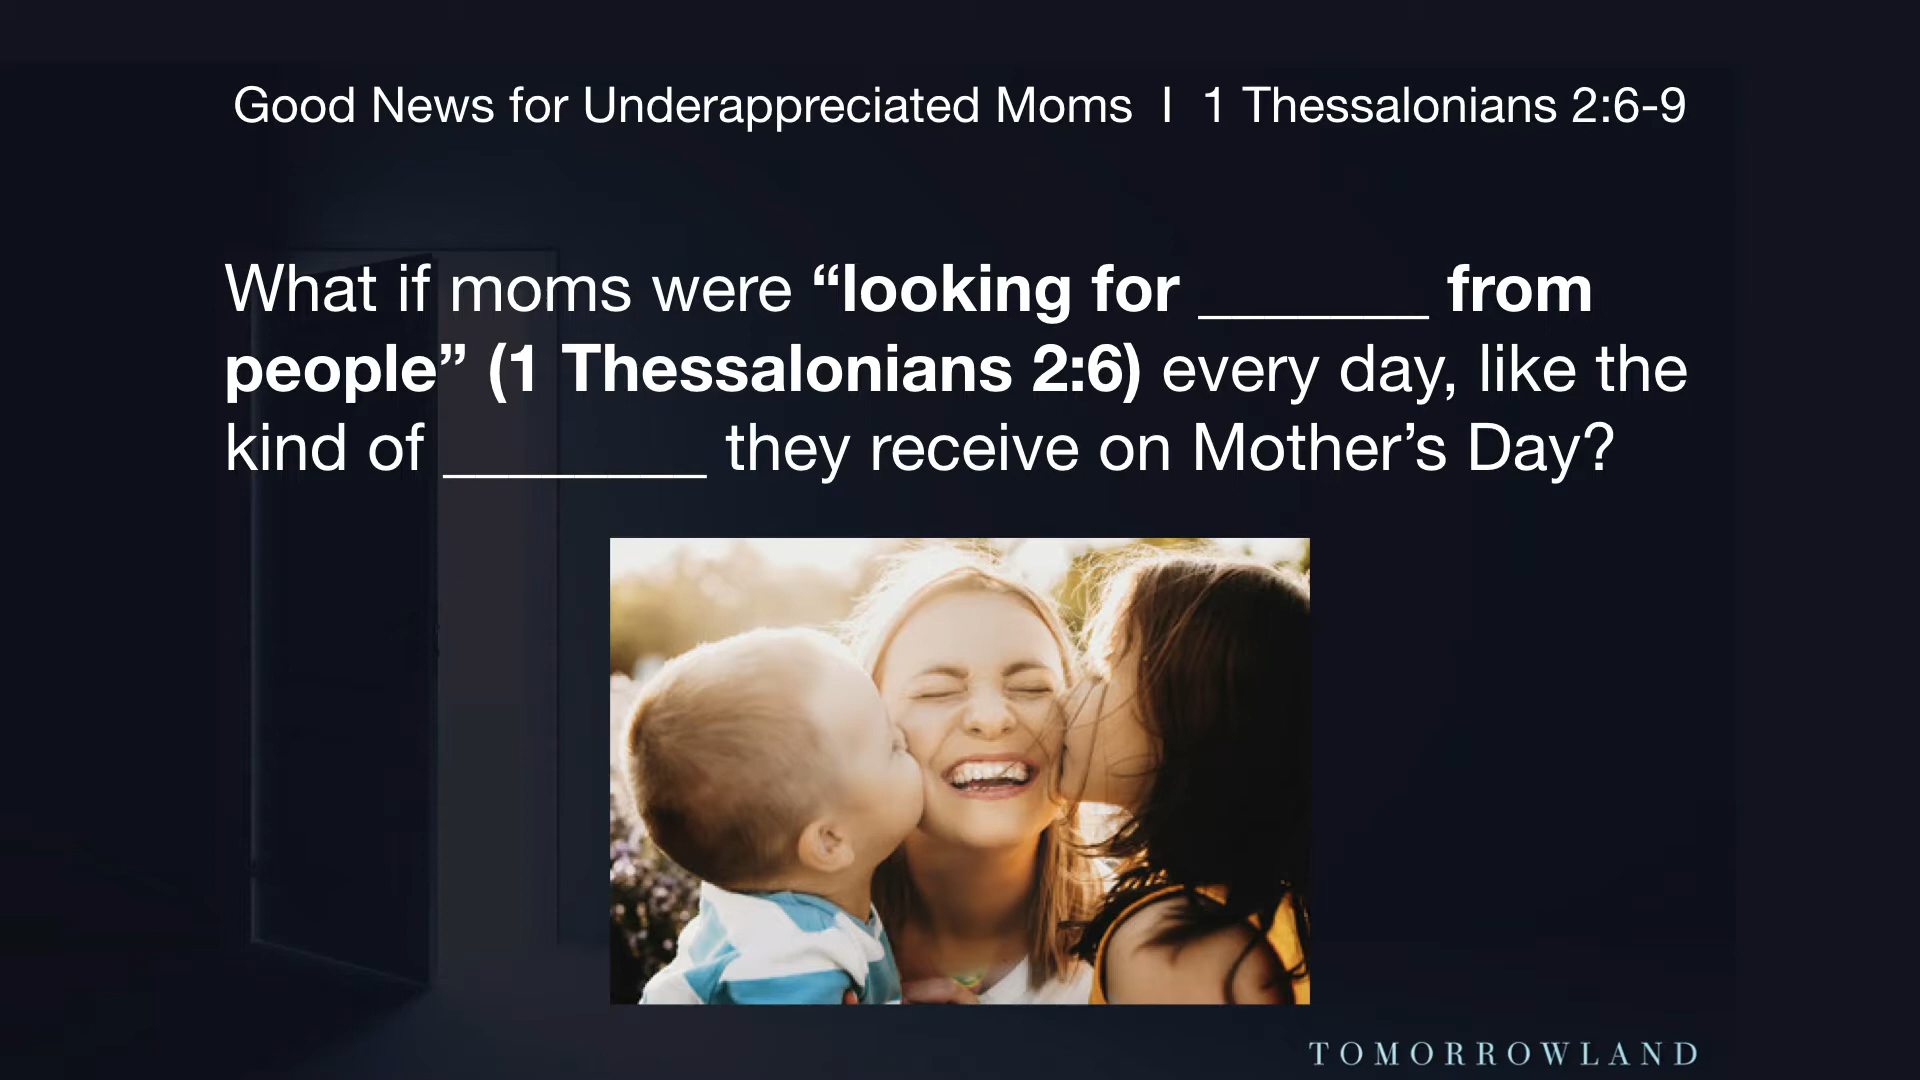 Good News for Underappreciated Moms I 1 Thessalonians 2:6-9
What if moms were “looking for _______ from
people” (1 Thessalonians 2:6) every day, like the
kind of ________ they receive on Mother’s Day?
TOMORROWLAND